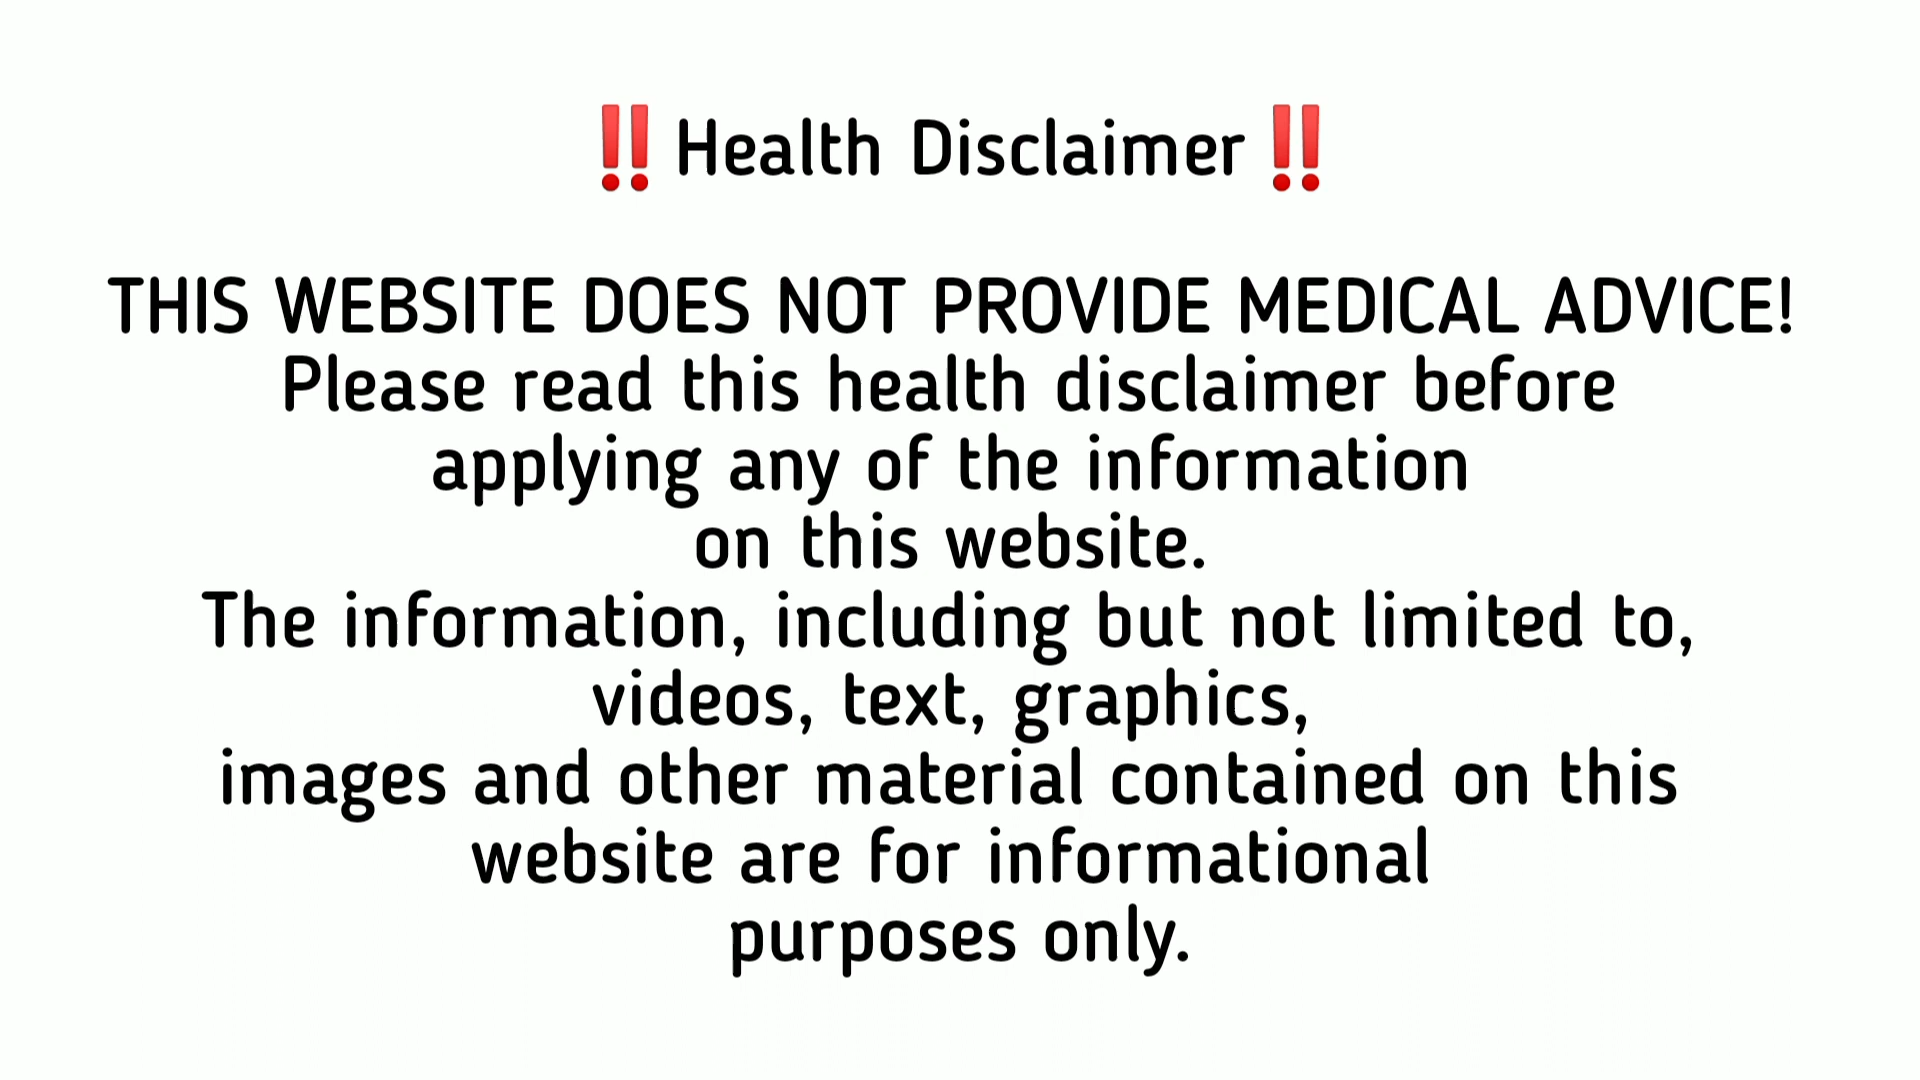 ‼️Health Disclaimer‼️
THIS WEBSITE DOES NOT PROVIDE MEDICAL ADVICE!
Please read this health disclaimer before
applying any of the information
on this website.
The information, including but not limited to,
videos, text, graphics,
images and other material contained on this
website are for informational
purposes only.